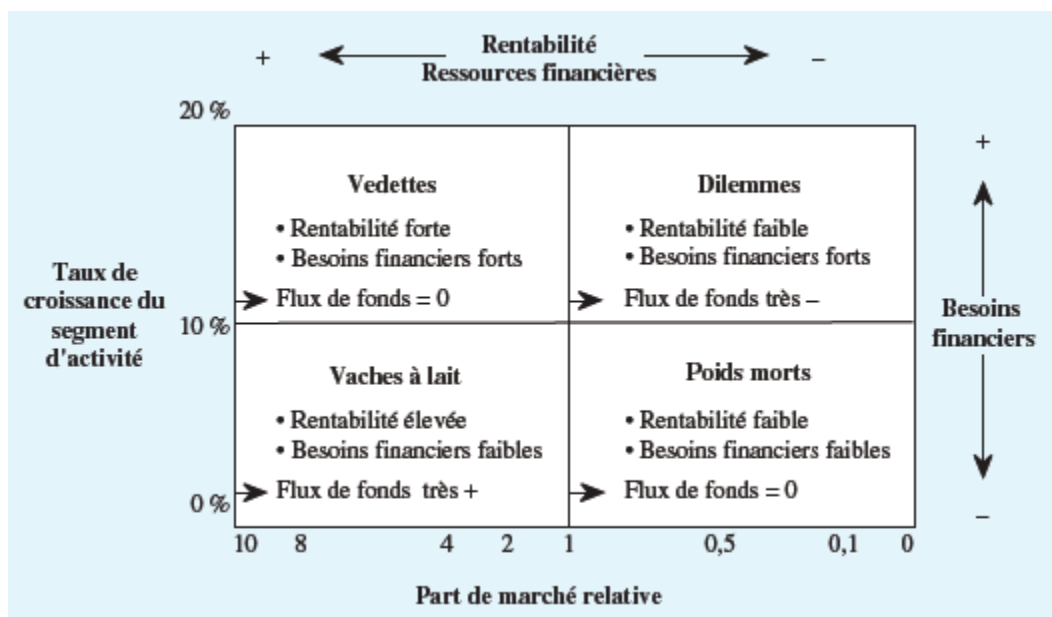 + Rentabilité –
Ressources financières
20 %
Vedettes
• Rentabilité forte
• Besoins financiers forts
Flux de fonds = 0
Dilemmes
• Rentabilité faible
• Besoins financiers forts
Flux de fonds très –
+
Besoins
financiers
–
Taux de
croissance du
segment
d'activité
10 %
Vaches à lait
• Rentabilité élevée
• Besoins financiers faibles
Flux de fonds très +
Poids morts
• Rentabilité faible
• Besoins financiers faibles
Flux de fonds = 0
0 %
10 8 4 2 1 0,5 0,1 0
Part de marché relative